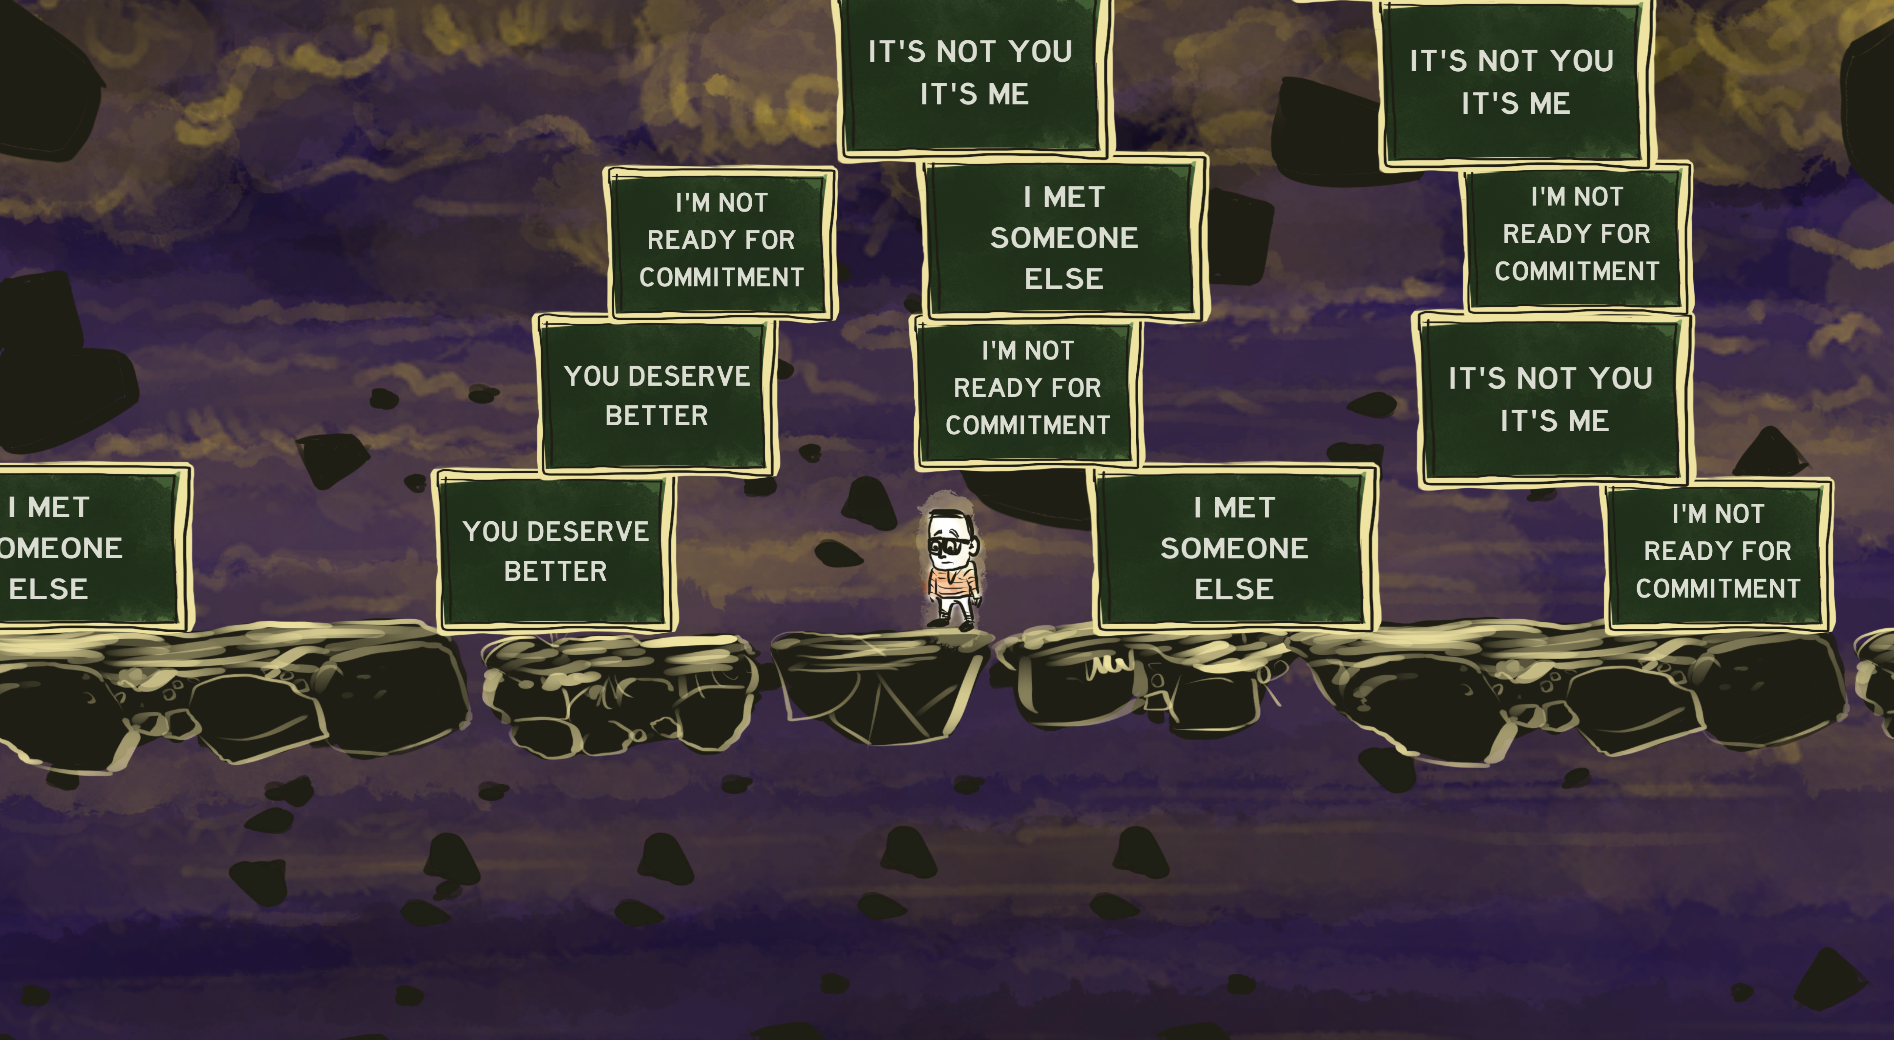 IT'S NOT YOU
IT'S ME
IT'S NOT YOU
IT'S ME
I'M NOT
READY FOR
COMMITMENT
I MET
SOMEONE
ELSE
I'M NOT
READY FOR
COMMITMENT
YOU DESERVE
BETTER
I'M NOT
READY FOR
COMMITMENT
IT'S NOT YOU
IT'S ME
I MET
OMEONE
ELSE
YOU DESERVE
BETTER
I MET
SOMEONE
ELSE
I'M NOT
READY FOR
COMMITMENT